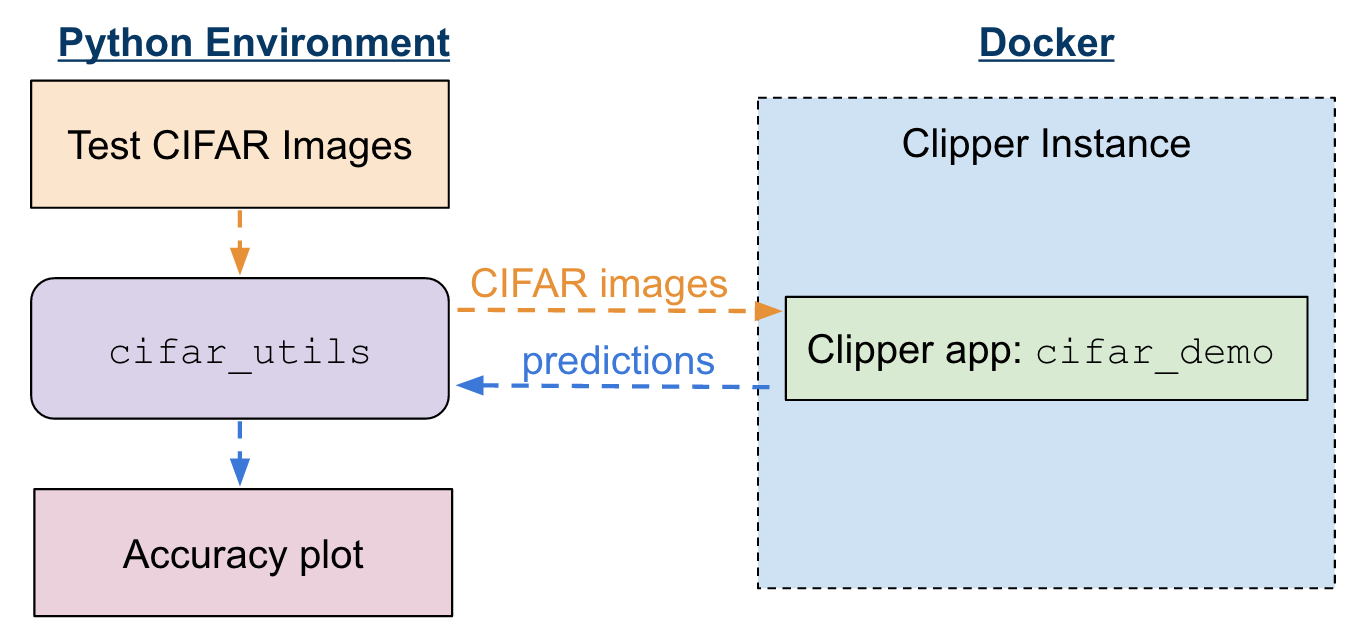 Python Environment
Docker
Test CIFAR Images
Clipper Instance
CIFAR images
cifar_utils
predictions
Clipper app: cifar_demo
Accuracy plot